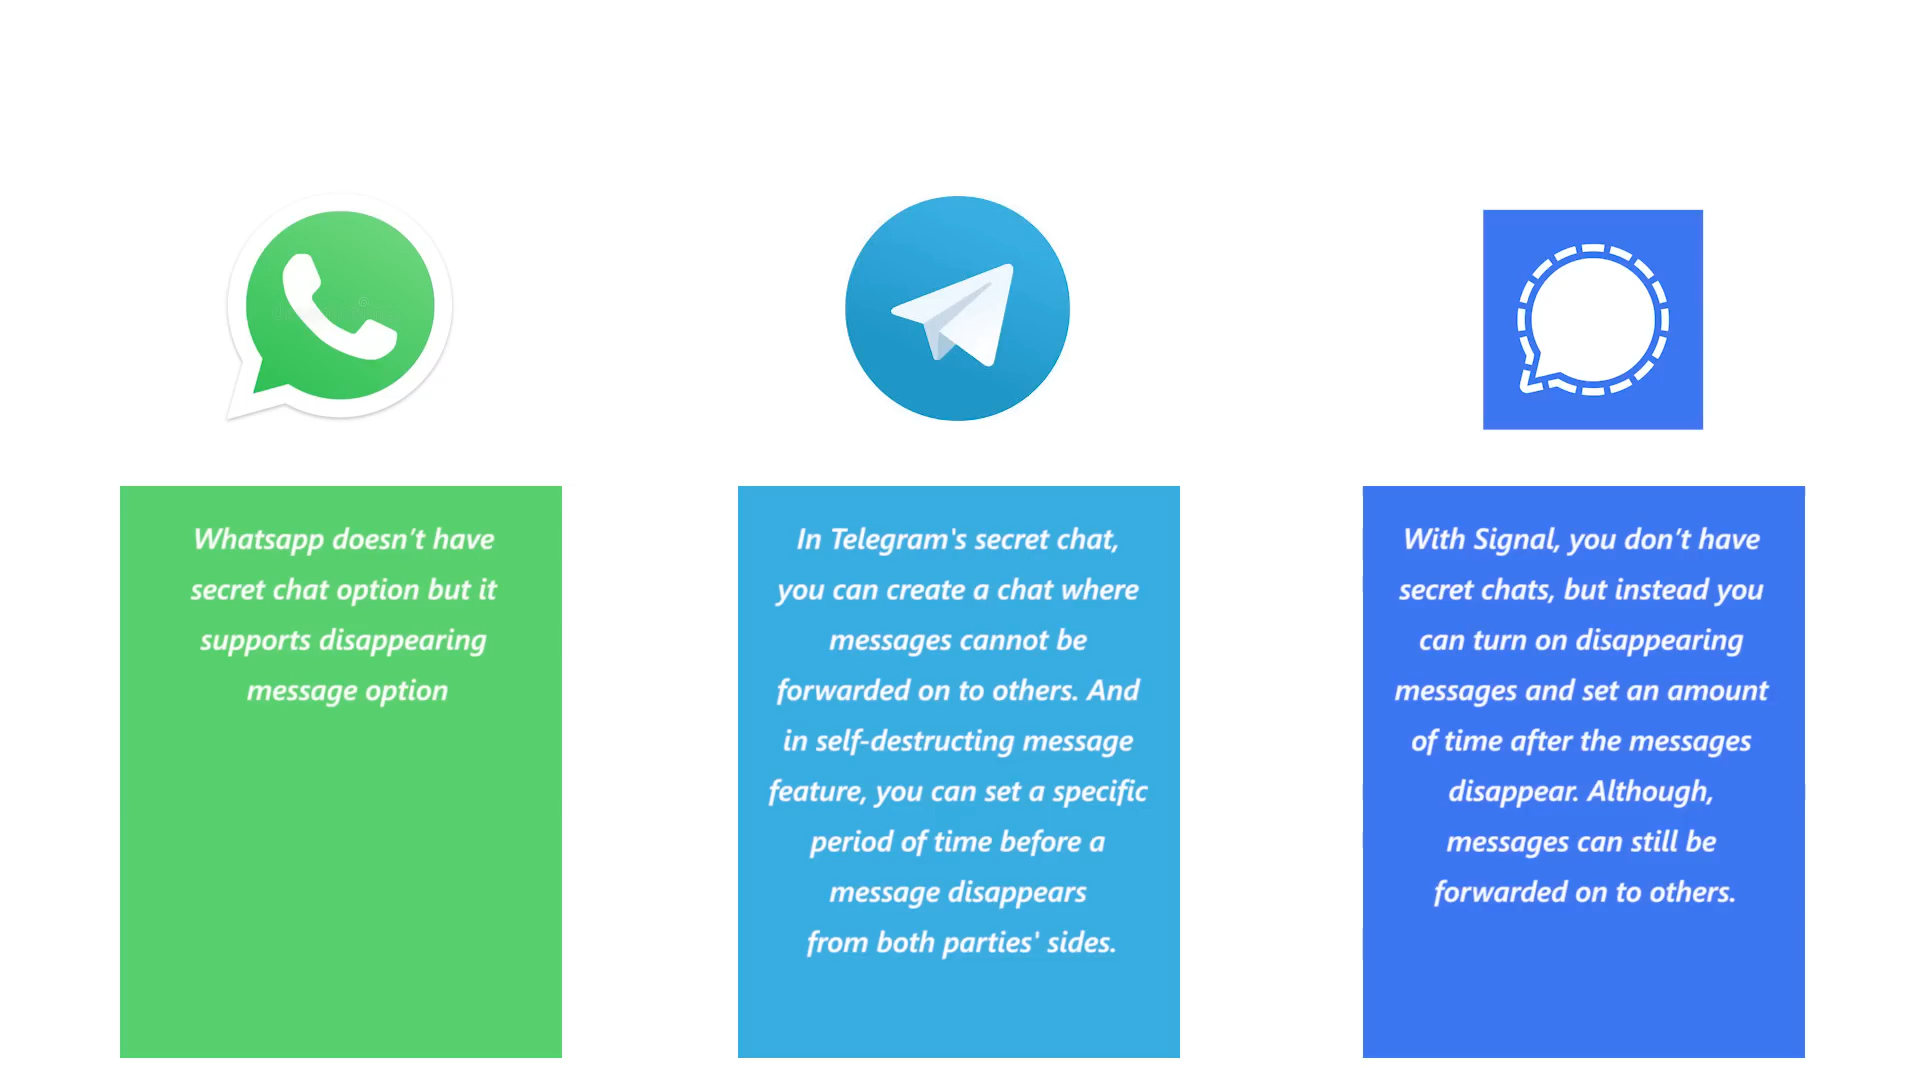 Whatsapp doesn’t have
secret chat option but it
supports disappearing
message option
In Telegram's secret chat,
you can create a chat where
messages cannot be
forwarded on to others. And
in self-destructing message
feature, you can set a specific
period of time before a
message disappears
from both parties' sides.
With Signal, you don’t have
secret chats, but instead you
can turn on disappearing
messages and set an amount
of time after the messages
disappear. Although,
messages can still be
forwarded on to others.